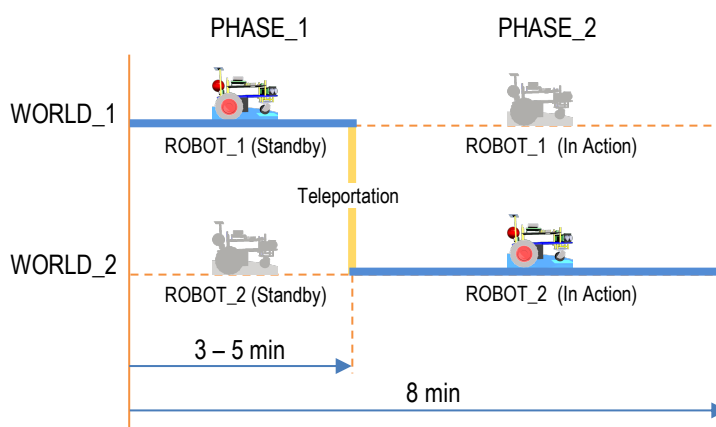 PHASE_1 PHASE_2
WORLD_1
ROBOT_1 (Standby) ROBOT_1 (In Action)
Teleportation
WORLD_2
ROBOT_2 (Standby) ROBOT_2 (In Action)
3 – 5 min
8 min